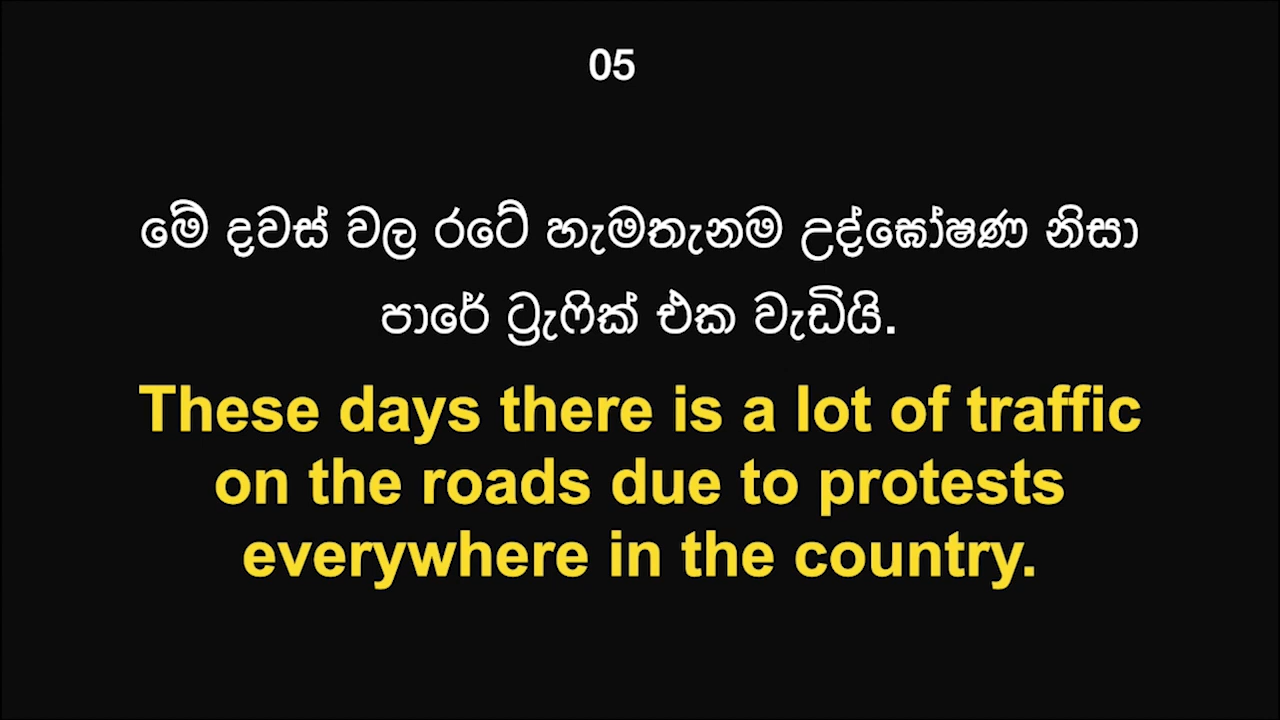 05
මේ දවස් වල රටේ හැමතැනම උද්ඝෝෂණ නිසා
පාරේ ට්‍රැෆික් එක වැඩියි.
These days there is a lot of traffic
on the roads due to protests
everywhere in the country.